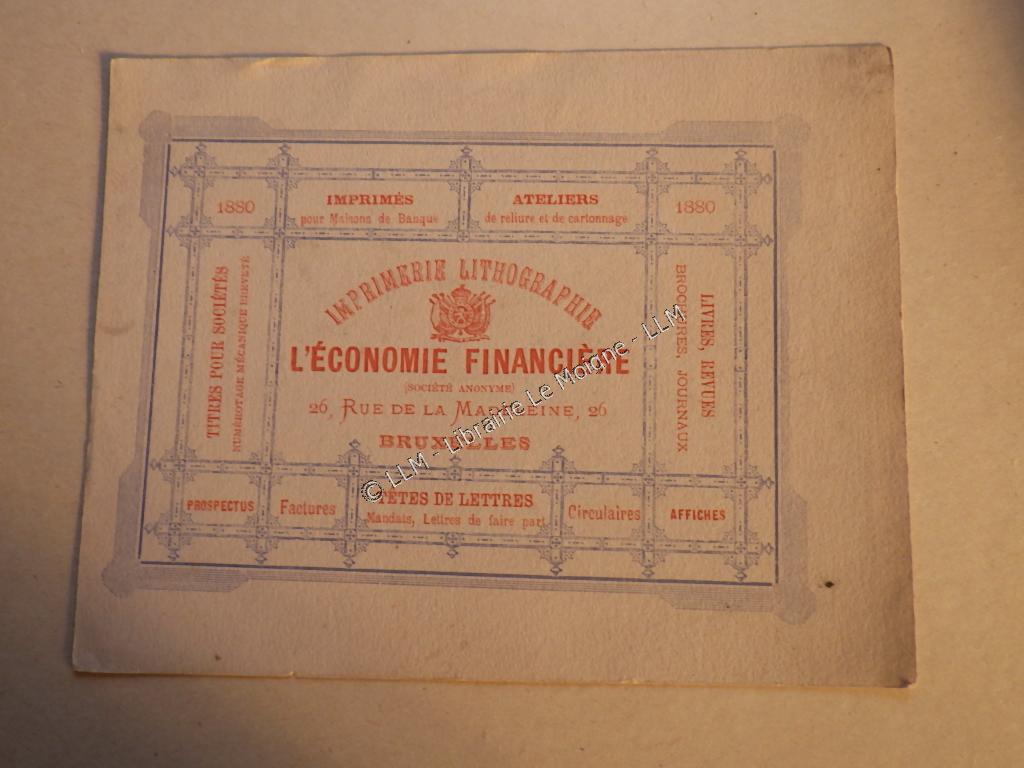 1880
IMPRIMÉS
pour Maisons de Banque
ATELIERS
de reliure et de cartonnage
1880
TITRES POUR SOCIÉTÉS
NUMÉROTAGE MÉCANIQUE BREVETÉ
IMPRIMERIE LITHOGRAPHIE
L'ÉCONOMIE FINANCIÈRE
(SOCIÉTÉ ANONYME)
26, RUE DE LA MADELEINE, 26
BRUXELLES
LIVRES, REVUES
BROCHURES, JOURNAUX
PROSPECTUS
Factures
TÊTES DE LETTRES
Mandats, Lettres de faire part
Circulaires
AFFICHES
© LLM - Librairie Le Moigne - LLM